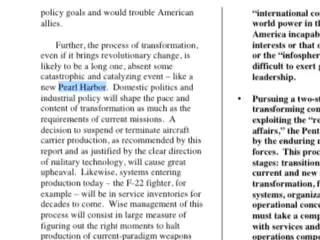 policy goals and would trouble American
allies.
Further, the process of transformation,
even if it brings revolutionary change, is
likely to be a long one, absent some
catastrophic and catalyzing event – like a
new Pearl Harbor. Domestic politics and
industrial policy will shape the pace and
content of transformation as much as the
requirements of current missions. A
decision to suspend or terminate aircraft
carrier production, as recommended by this
report and as justified by the clear direction
of military technology, will cause great
upheaval. Likewise, systems entering
production today – the F-22 fighter, for
example – will be in service inventories for
decades to come. Wise management of this
process will consist in large measure of
figuring out the right moments to halt
production of current-paradigm weapons
"international co
world power in th
America incapab
interests or that o
or the "infospher
difficult to exert p
leadership.
• Pursuing a two-st
transforming con
exploiting the "re
affairs," the Pent
by the enduring r
forces. This proc
stages: transition
current and new
transformation, f
systems, organiza
operational conce
must take a comp
with services and
operations compe